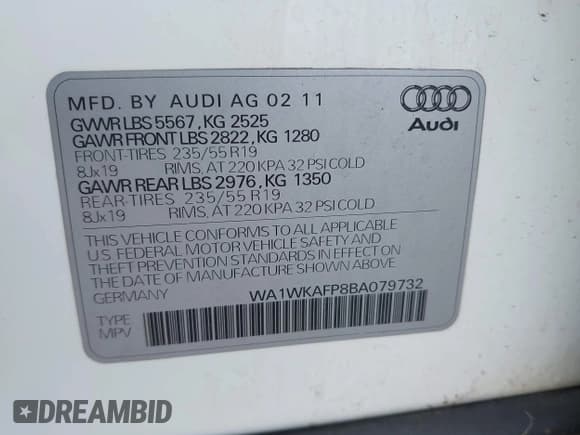 MFD. BY AUDI AG 02 11
GVWR LBS 5567, KG 2525
GAWR FRONT LBS 2822, KG 1280
FRONT-TIRES 235/55 R19
8Jx19 RIMS, AT 220 KPA 32 PSI COLD
GAWR REAR LBS 2976, KG 1350
REAR-TIRES 235/55 R19
8Jx19 RIMS, AT 220 KPA 32 PSI COLD
THIS VEHICLE CONFORMS TO ALL APPLICABLE
U.S. FEDERAL MOTOR VEHICLE SAFETY AND
BUMPER AND THEFT PREVENTION STANDARDS
IN EFFECT ON THE DATE OF MANUFACTURE
SHOWN ABOVE.
GERMANY WA1WKAFP8BA079732
TYPE
MPV
Audi
DREAMBID